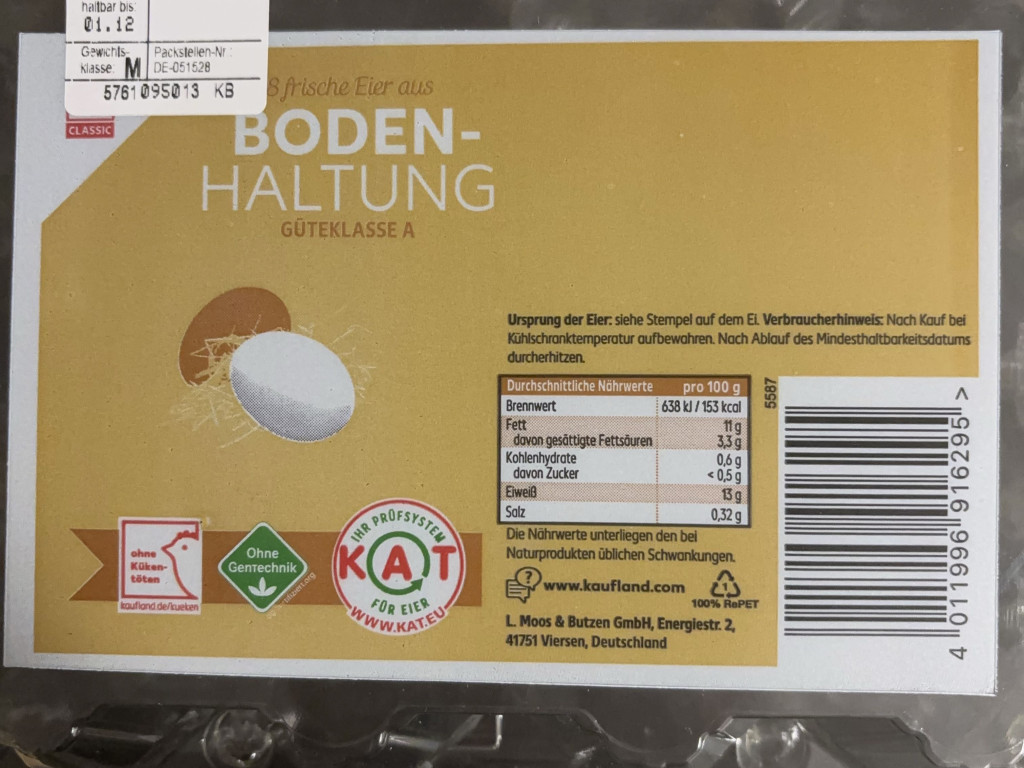 haltbar bis:
01.12
Gewichts-
klasse: M
Packstellen-Nr.:
DE-051528
5761095013 KB
CLASSIC
8 frische Eier aus
BODEN-
HALTUNG
GÜTEKLASSE A
Ursprung der Eier: siehe Stempel auf dem Ei. Verbraucherhinweis: Nach Kauf bei
Kühlschranktemperatur aufbewahren. Nach Ablauf des Mindesthaltbarkeitsdatums
durcherhitzen.
Durchschnittliche Nährwerte pro 100 g
Brennwert 638 kJ / 153 kcal
Fett 11 g
davon gesättigte Fettsäuren 3,3 g
Kohlenhydrate 0,6 g
davon Zucker < 0,5 g
Eiweiß 13 g
Salz 0,32 g
5587
Die Nährwerte unterliegen den bei
Naturprodukten üblichen Schwankungen.
www.kaufland.com
1
100% RePET
L. Moos & Butzen GmbH, Energiestr. 2,
41751 Viersen, Deutschland
4 011996 916295 >
ohne
Küken-
töten
kaufland.de/kueken
Ohne
GenTechnik
IHR PRÜFSYSTEM
KAT
FÜR EIER
WWW.KAT.EU